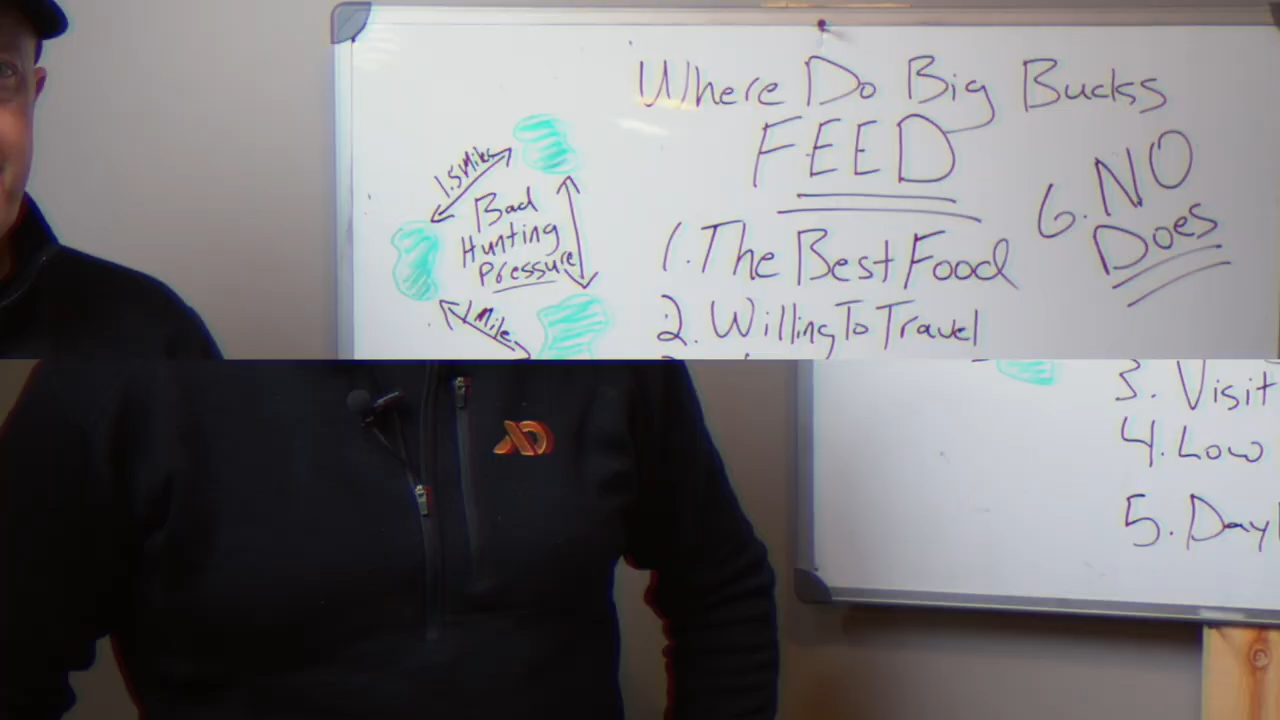 Where Do Big Bucks
FEED
1.5 Miles
Bad
Hunting
Pressure
1 Mile
1. The Best Food
2. Willing To Travel
6. NO
Does
3. Visit
4. Low
5. Day